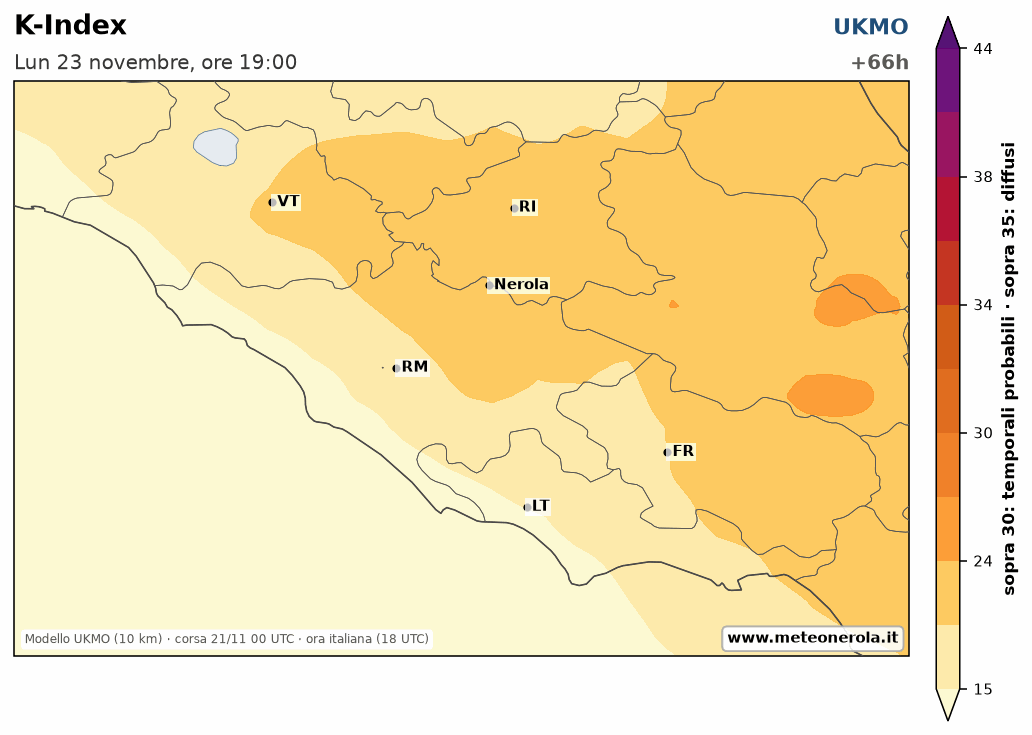 K-Index
UKMO
Lun 23 novembre, ore 19:00
+66h
VT
RI
Nerola
RM
FR
LT
Modello UKMO (10 km) · corsa 21/11 00 UTC · ora italiana (18 UTC)
www.meteonerola.it
44
38
34
30
24
15
sopra 30: temporali probabili · sopra 35: diffusi